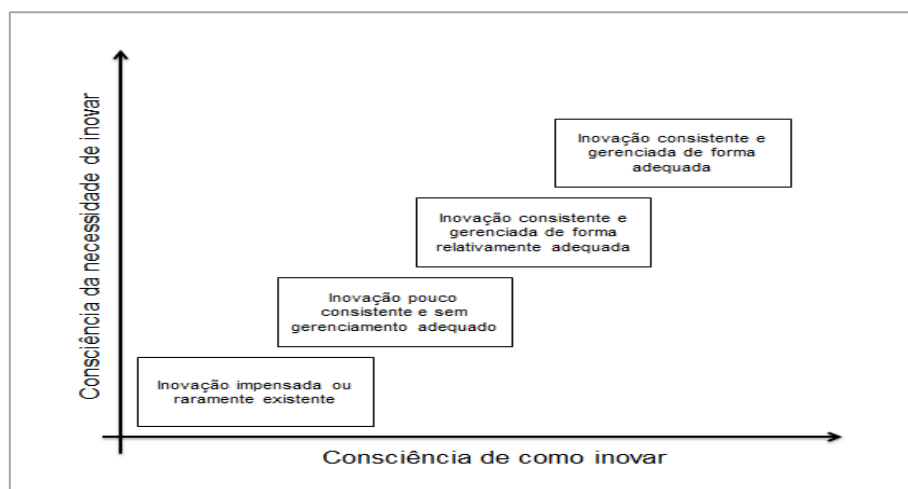 Consciência da necessidade de inovar
Inovação consistente e
gerenciada de forma
adequada
Inovação consistente e
gerenciada de forma
relativamente adequada
Inovação pouco
consistente e sem
gerenciamento adequado
Inovação impensada ou
raramente existente
Consciência de como inovar